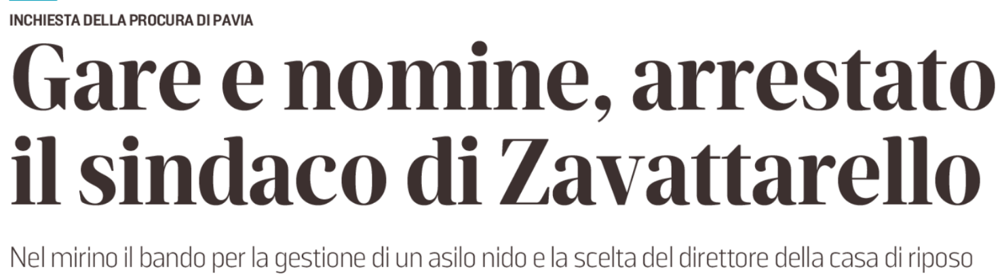 INCHIESTA DELLA PROCURA DI PAVIA
Gare e nomine, arrestato
il sindaco di Zavattarello
Nel mirino il bando per la gestione di un asilo nido e la scelta del direttore della casa di riposo